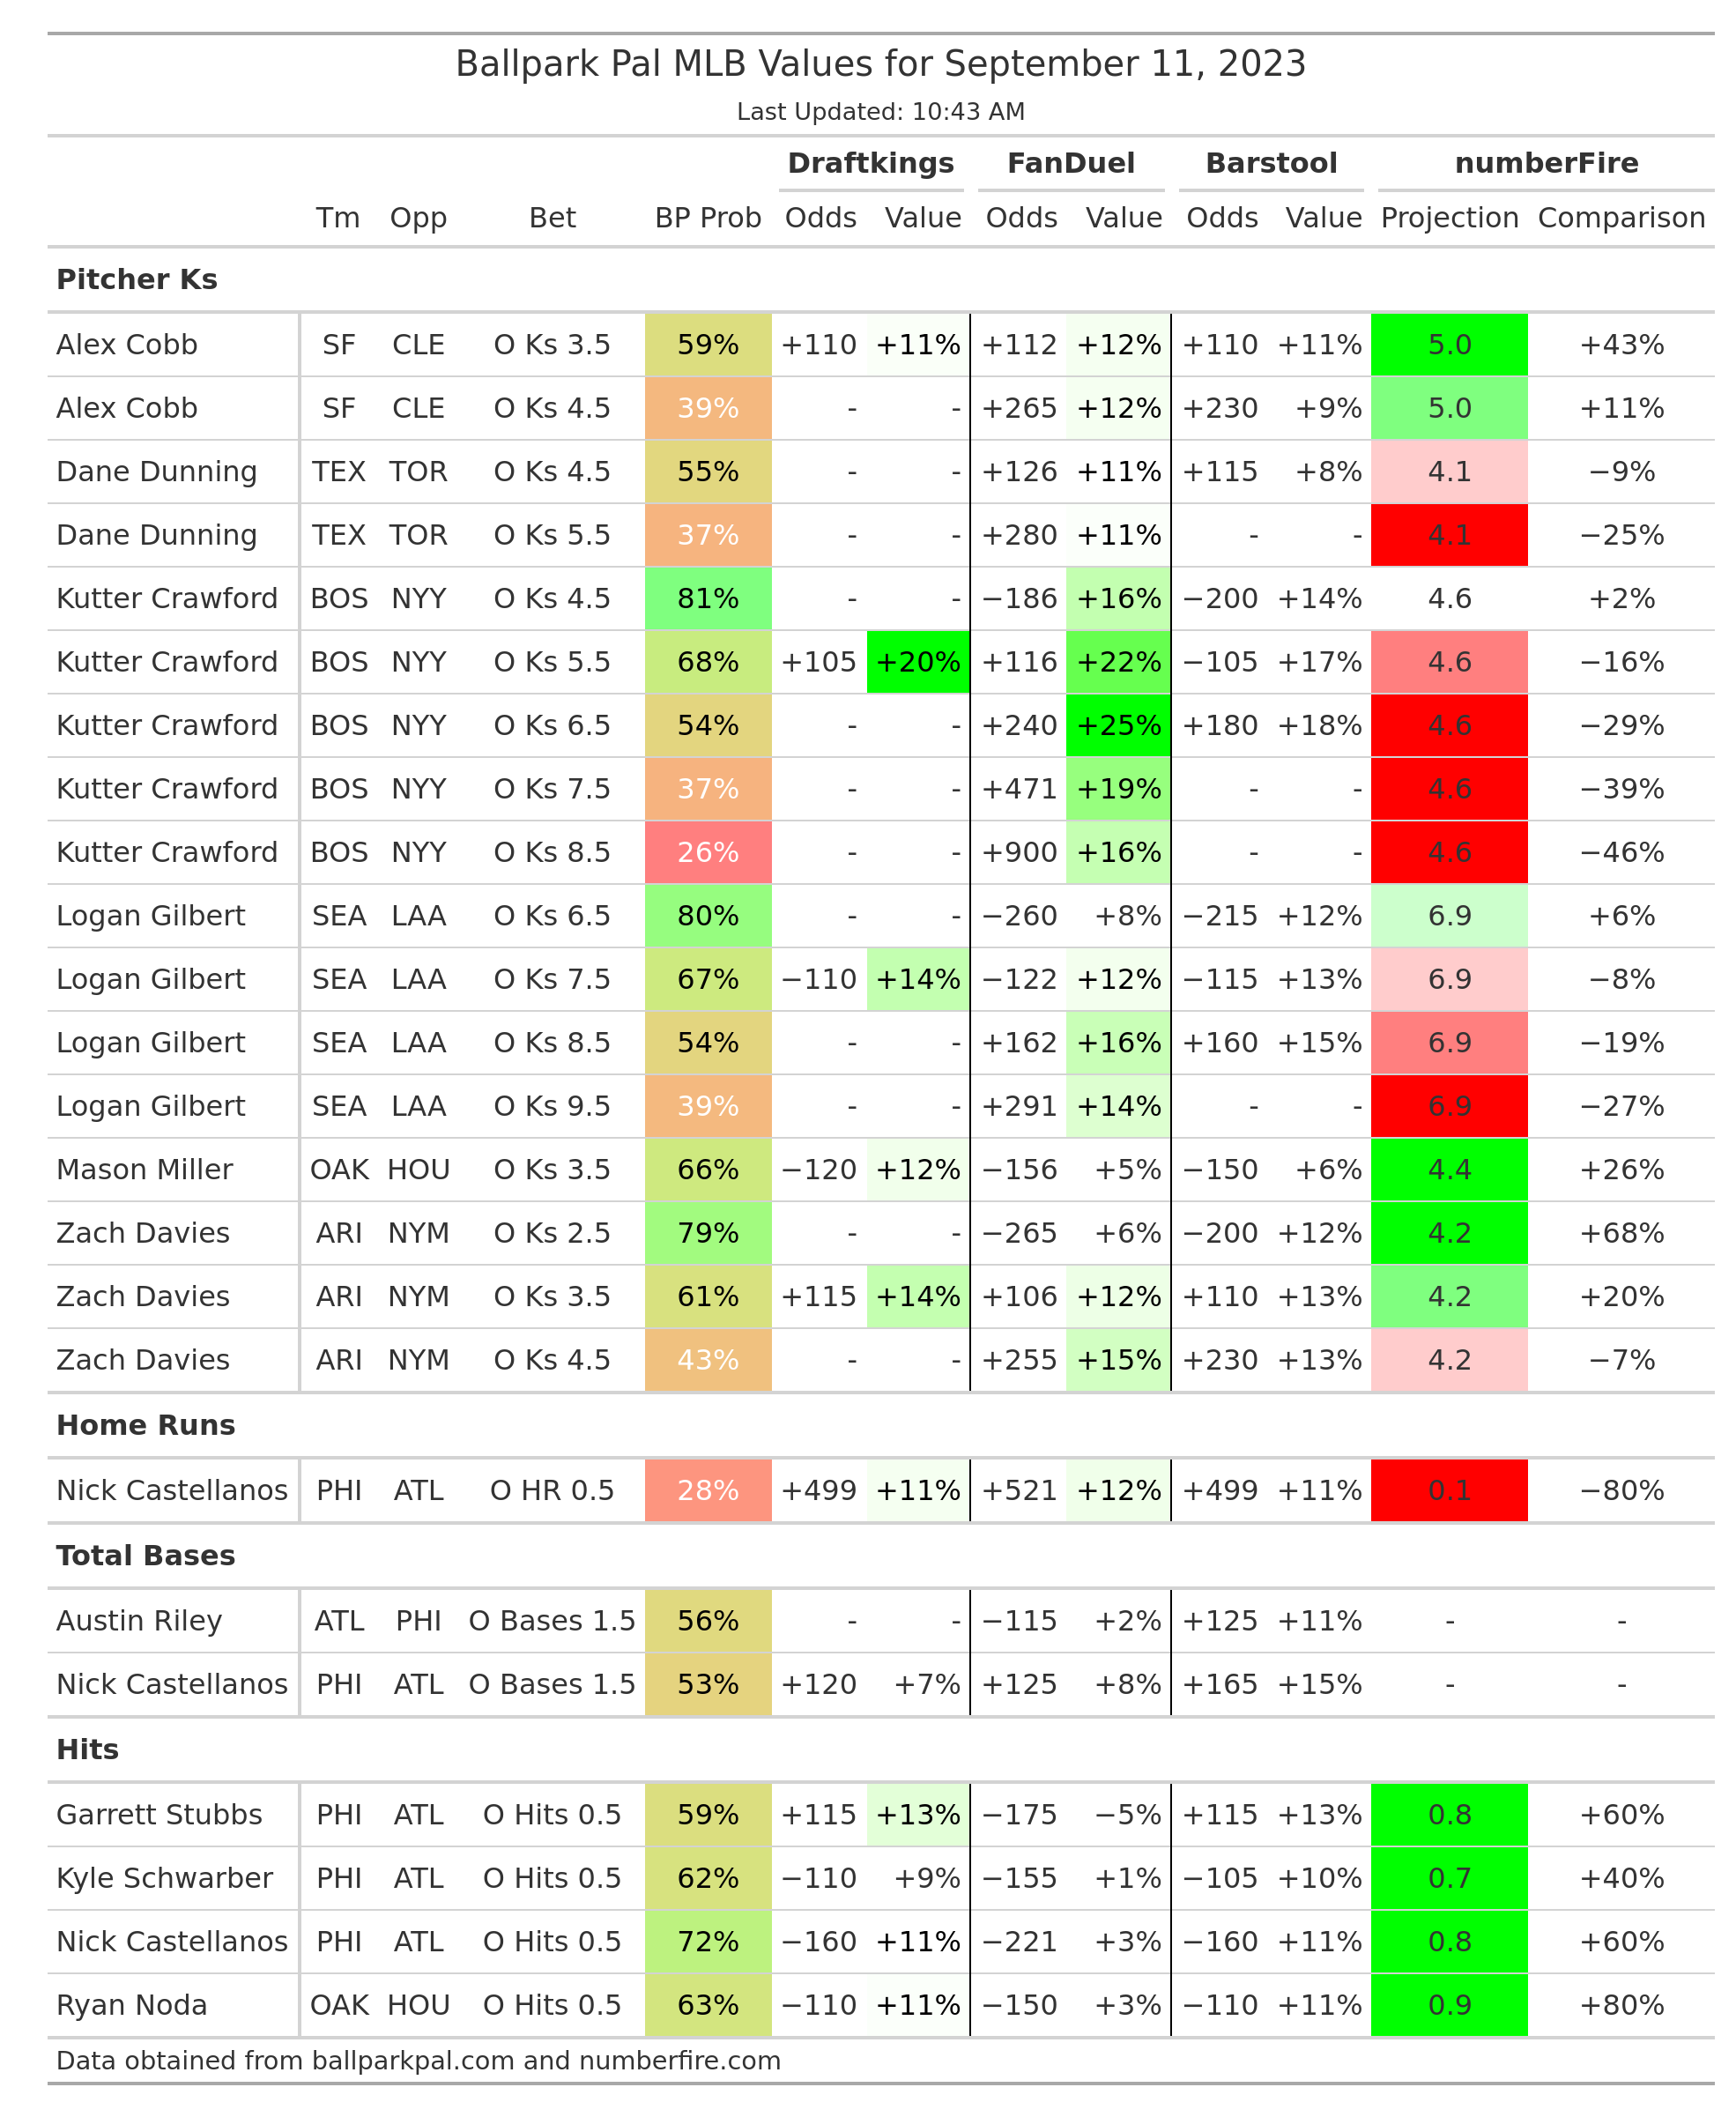 Ballpark Pal MLB Values for September 11, 2023
Last Updated: 10:43 AM
Draftkings FanDuel Barstool numberFire
Tm Opp Bet BP Prob Odds Value Odds Value Odds Value Projection Comparison
Pitcher Ks
Alex Cobb SF CLE O Ks 3.5 59% +110 +11% +112 +12% +110 +11% 5.0 +43%
Alex Cobb SF CLE O Ks 4.5 39% - - +265 +12% +230 +9% 5.0 +11%
Dane Dunning TEX TOR O Ks 4.5 55% - - +126 +11% +115 +8% 4.1 −9%
Dane Dunning TEX TOR O Ks 5.5 37% - - +280 +11% - - 4.1 −25%
Kutter Crawford BOS NYY O Ks 4.5 81% - - −186 +16% −200 +14% 4.6 +2%
Kutter Crawford BOS NYY O Ks 5.5 68% +105 +20% +116 +22% −105 +17% 4.6 −16%
Kutter Crawford BOS NYY O Ks 6.5 54% - - +240 +25% +180 +18% 4.6 −29%
Kutter Crawford BOS NYY O Ks 7.5 37% - - +471 +19% - - 4.6 −39%
Kutter Crawford BOS NYY O Ks 8.5 26% - - +900 +16% - - 4.6 −46%
Logan Gilbert SEA LAA O Ks 6.5 80% - - −260 +8% −215 +12% 6.9 +6%
Logan Gilbert SEA LAA O Ks 7.5 67% −110 +14% −122 +12% −115 +13% 6.9 −8%
Logan Gilbert SEA LAA O Ks 8.5 54% - - +162 +16% +160 +15% 6.9 −19%
Logan Gilbert SEA LAA O Ks 9.5 39% - - +291 +14% - - 6.9 −27%
Mason Miller OAK HOU O Ks 3.5 66% −120 +12% −156 +5% −150 +6% 4.4 +26%
Zach Davies ARI NYM O Ks 2.5 79% - - −265 +6% −200 +12% 4.2 +68%
Zach Davies ARI NYM O Ks 3.5 61% +115 +14% +106 +12% +110 +13% 4.2 +20%
Zach Davies ARI NYM O Ks 4.5 43% - - +255 +15% +230 +13% 4.2 −7%
Home Runs
Nick Castellanos PHI ATL O HR 0.5 28% +499 +11% +521 +12% +499 +11% 0.1 −80%
Total Bases
Austin Riley ATL PHI O Bases 1.5 56% - - −115 +2% +125 +11% - -
Nick Castellanos PHI ATL O Bases 1.5 53% +120 +7% +125 +8% +165 +15% - -
Hits
Garrett Stubbs PHI ATL O Hits 0.5 59% +115 +13% −175 −5% +115 +13% 0.8 +60%
Kyle Schwarber PHI ATL O Hits 0.5 62% −110 +9% −155 +1% −105 +10% 0.7 +40%
Nick Castellanos PHI ATL O Hits 0.5 72% −160 +11% −221 +3% −160 +11% 0.8 +60%
Ryan Noda OAK HOU O Hits 0.5 63% −110 +11% −150 +3% −110 +11% 0.9 +80%
Data obtained from ballparkpal.com and numberfire.com